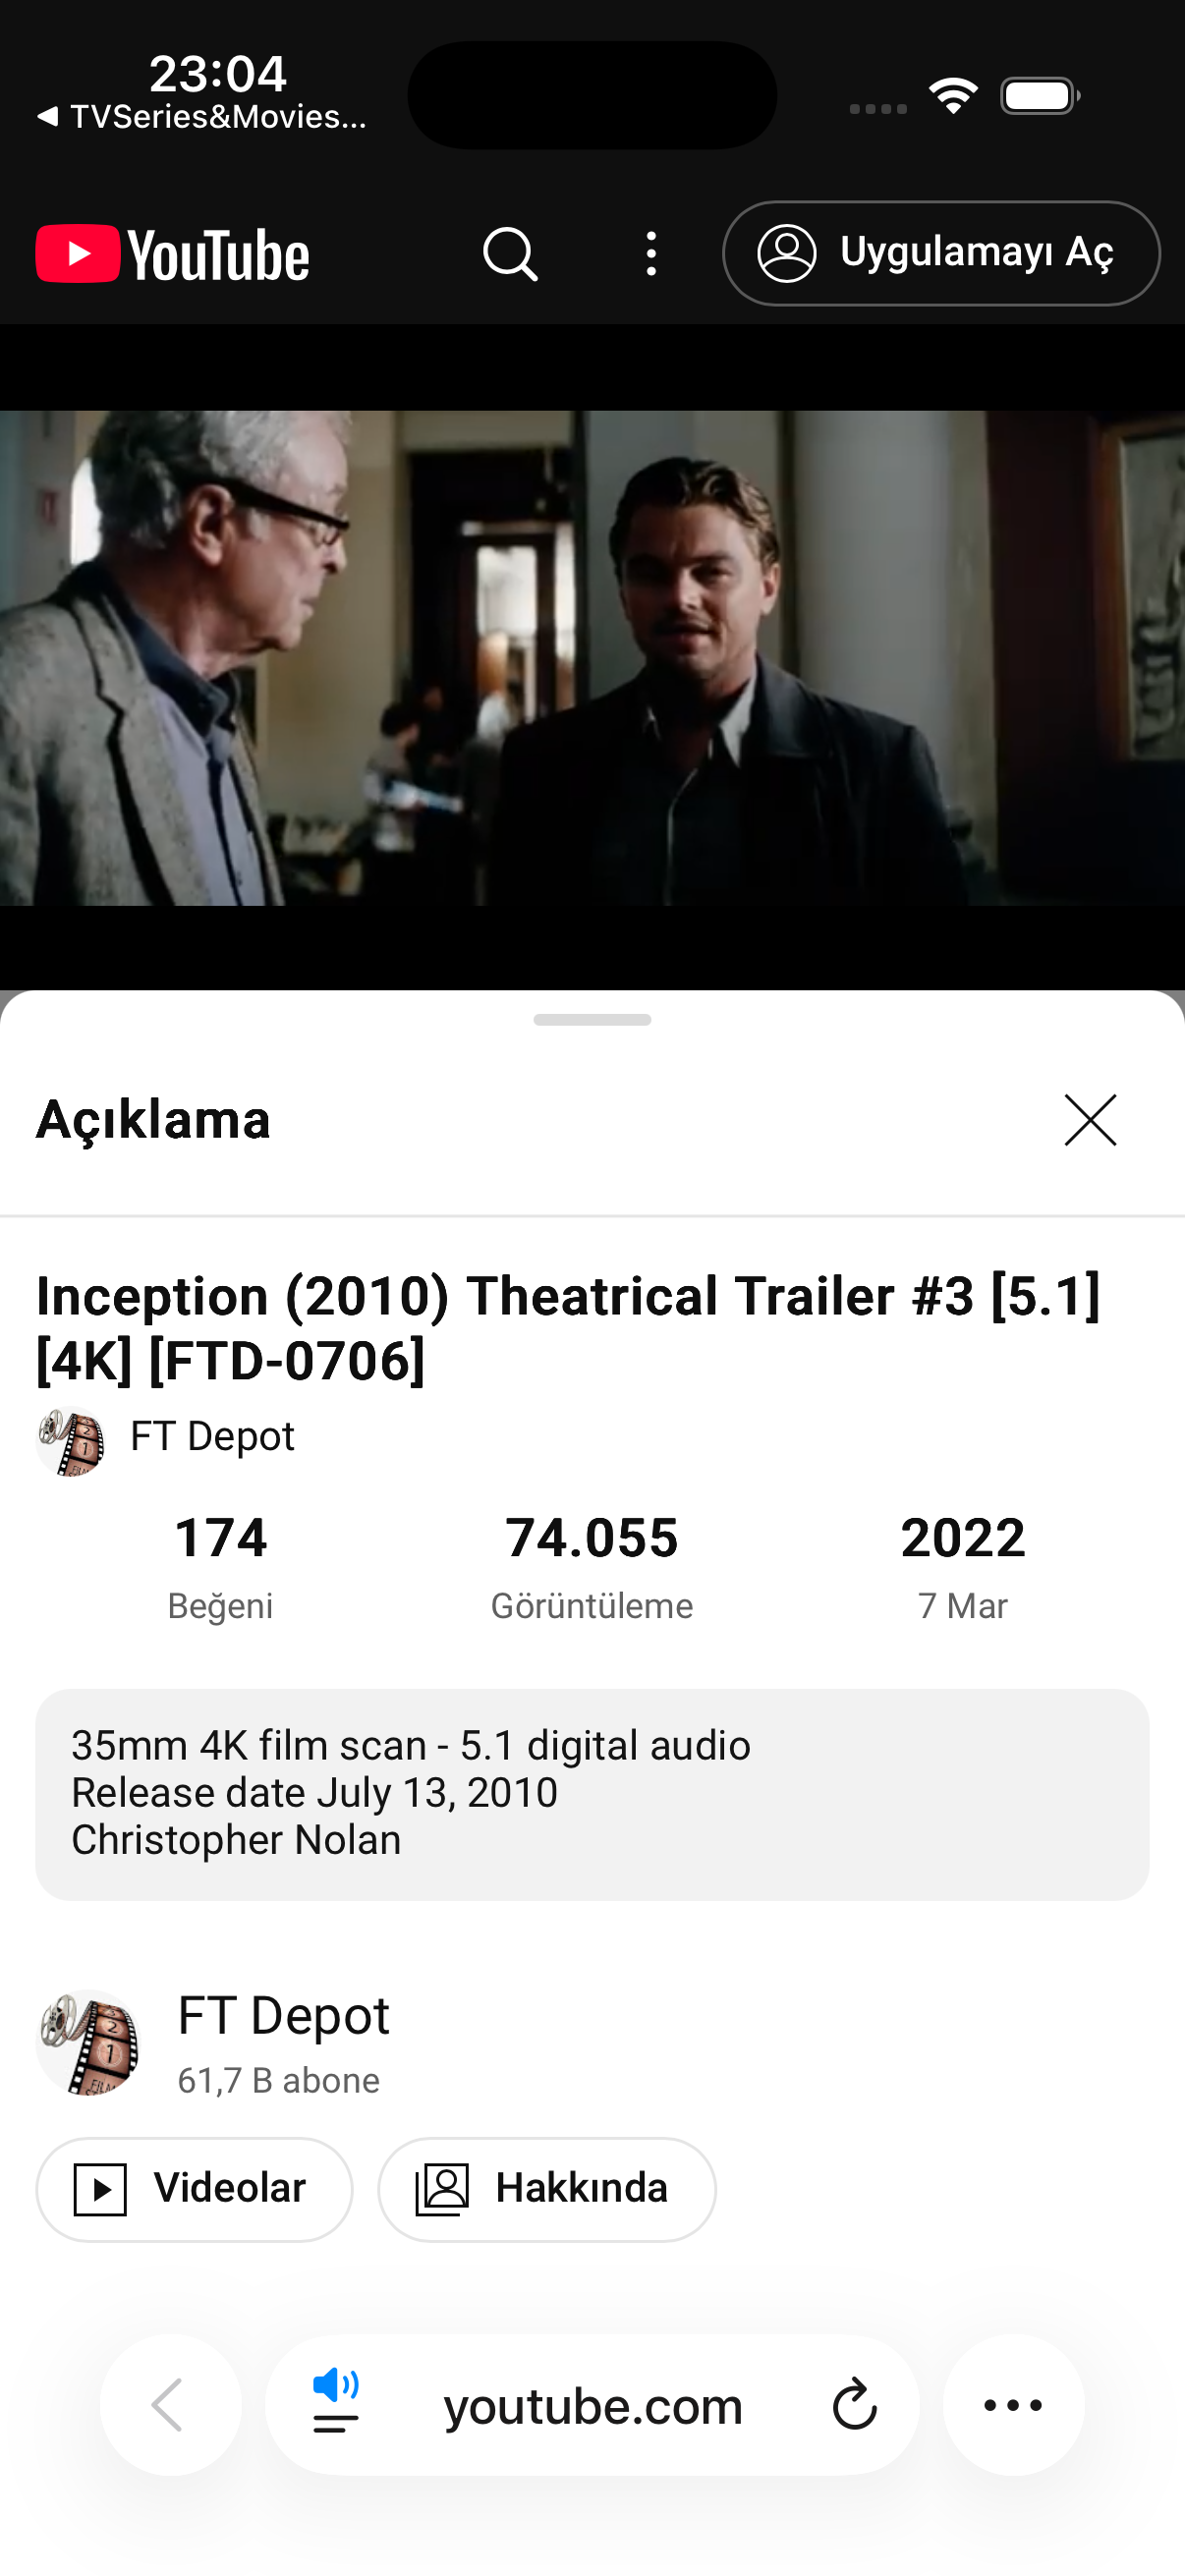 23:04
◀ TVSeries&Movies...
YouTube
Uygulamayı Aç
Açıklama
Inception (2010) Theatrical Trailer #3 [5.1]
[4K] [FTD-0706]
FT Depot
174
74.055
2022
Beğeni
Görüntüleme
7 Mar
35mm 4K film scan - 5.1 digital audio
Release date July 13, 2010
Christopher Nolan
FT Depot
61,7 B abone
Videolar
Hakkında
youtube.com